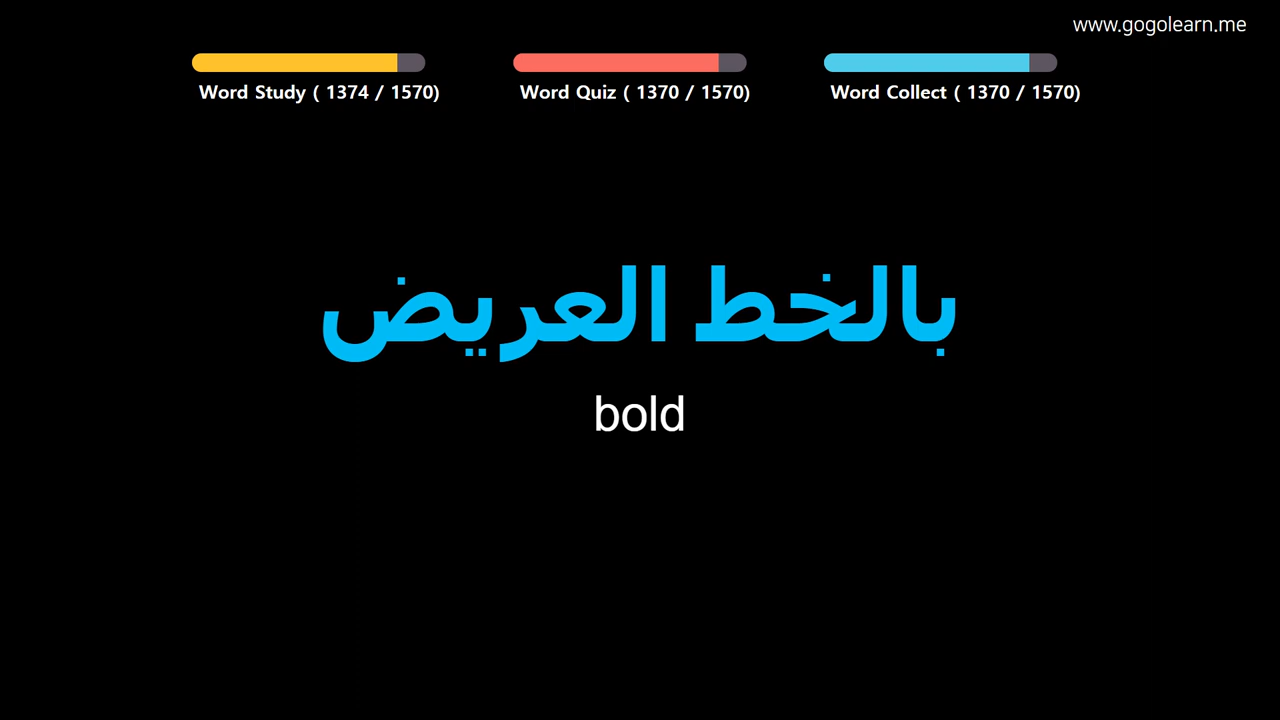 www.gogolearn.me
Word Study ( 1374 / 1570)
Word Quiz ( 1370 / 1570)
Word Collect ( 1370 / 1570)
بالخط العريض
bold